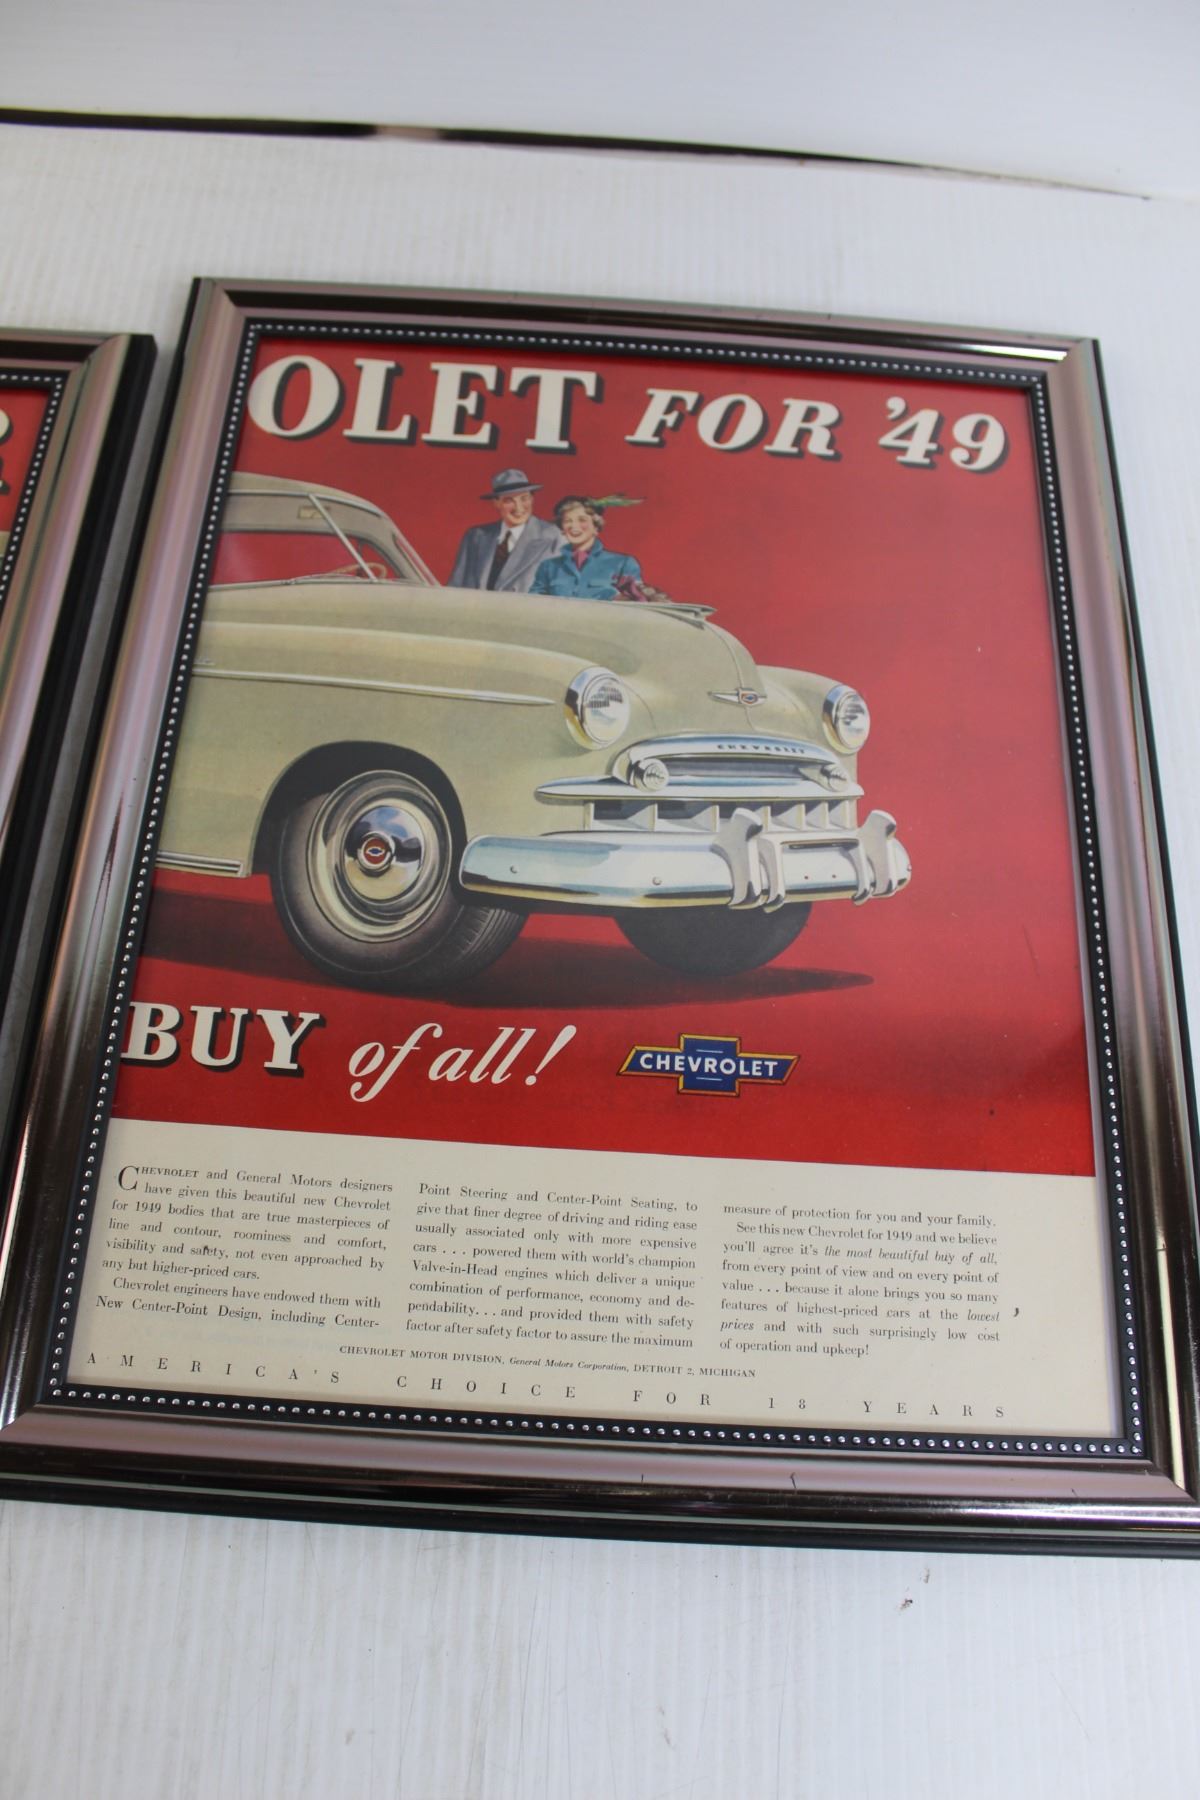 OLET FOR '49
CHEVROLET
BUY of all!
CHEVROLET
CHEVROLET and General Motors designers
have given this beautiful new Chevrolet
for 1949 bodies that are true masterpieces of
line and contour, roominess and comfort,
visibility and safety, not even approached by
any but higher-priced cars.
Chevrolet engineers have endowed them with
New Center-Point Design, including Center-
Point Steering and Center-Point Seating, to
give that finer degree of driving and riding ease
usually associated only with more expensive
cars . . . powered them with world's champion
Valve-in-Head engines which deliver a unique
combination of performance, economy and de-
pendability. . . and provided them with safety
factor after safety factor to assure the maximum
measure of protection for you and your family.
See this new Chevrolet for 1949 and we believe
you'll agree it's the most beautiful buy of all,
from every point of view and on every point of
value . . . because it alone brings you so many
features of highest-priced cars at the lowest
prices and with such surprisingly low cost
of operation and upkeep!
CHEVROLET MOTOR DIVISION, General Motors Corporation, DETROIT 2, MICHIGAN
AMERICA'S CHOICE FOR 18 YEARS